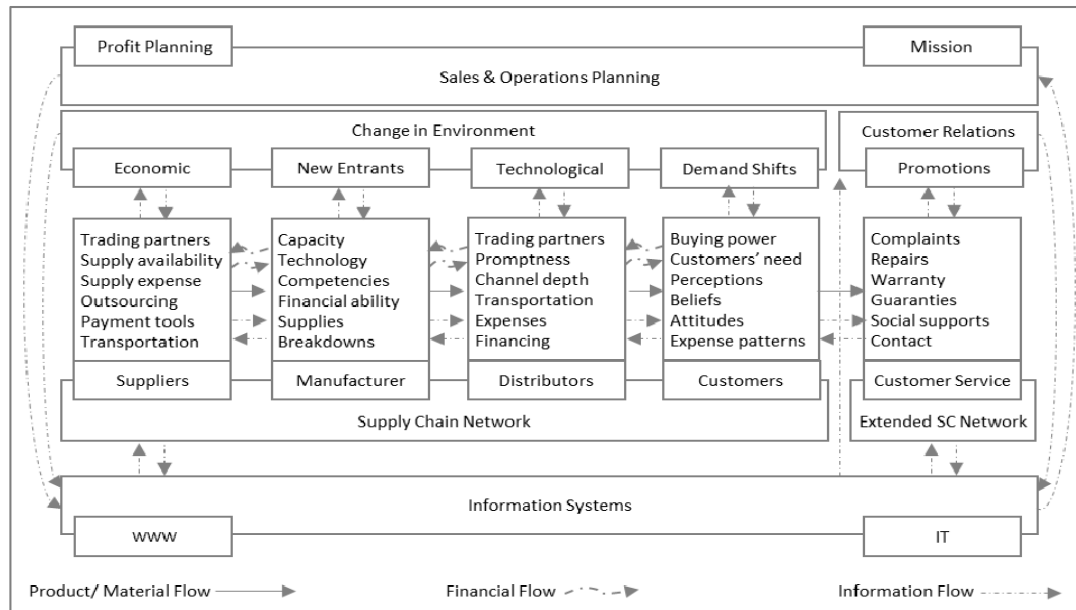 Profit Planning
Mission
Sales & Operations Planning
Change in Environment
Customer Relations
Economic
New Entrants
Technological
Demand Shifts
Promotions
Trading partners
Supply availability
Supply expense
Outsourcing
Payment tools
Transportation
Capacity
Technology
Competencies
Financial ability
Supplies
Breakdowns
Trading partners
Promptness
Channel depth
Transportation
Expenses
Financing
Buying power
Customers' need
Perceptions
Beliefs
Attitudes
Expense patterns
Complaints
Repairs
Warranty
Guaranties
Social supports
Contact
Suppliers
Manufacturer
Distributors
Customers
Customer Service
Supply Chain Network
Extended SC Network
Information Systems
WWW
IT
Product/ Material Flow
Financial Flow
Information Flow